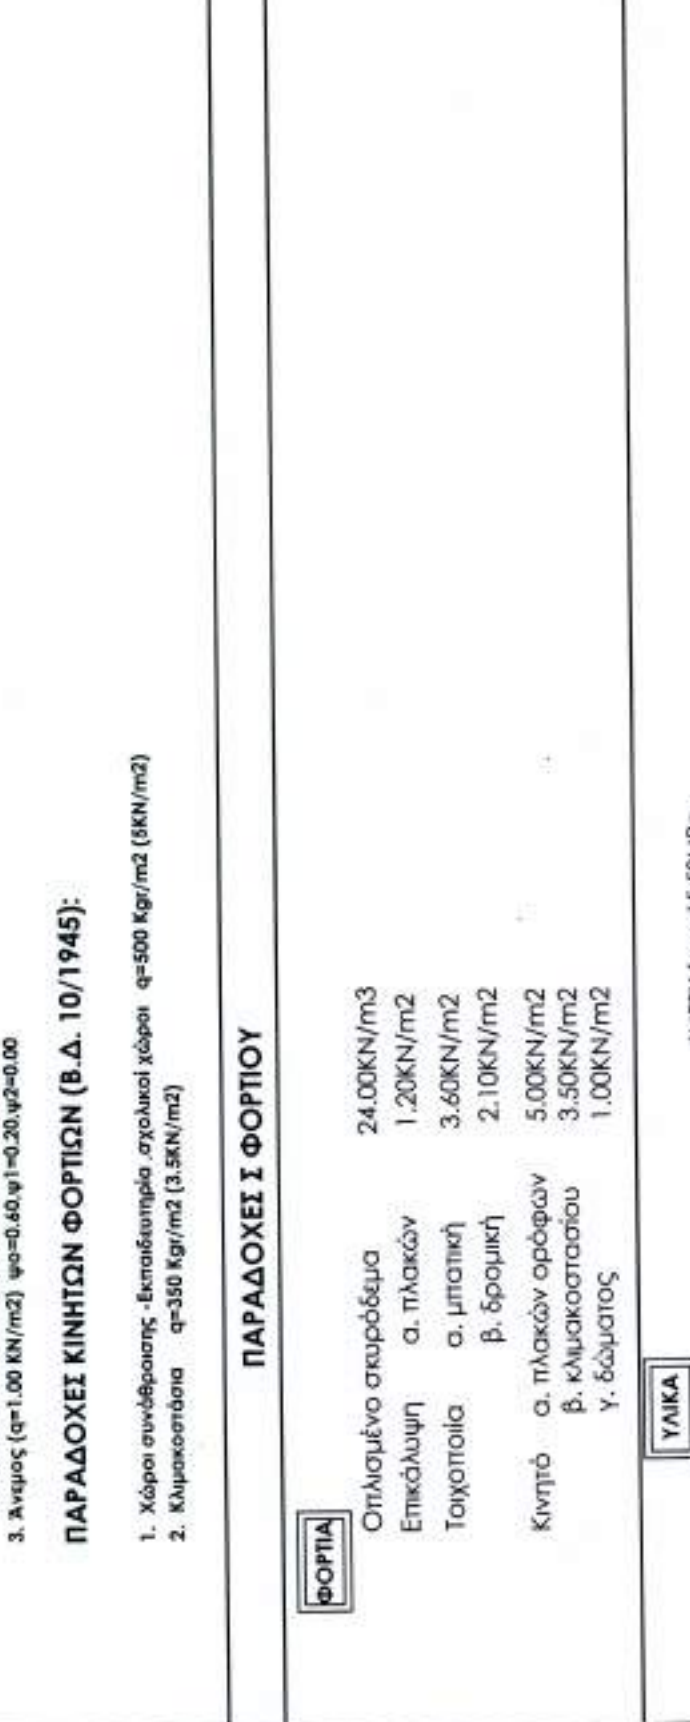 3. Άνεμος (q=1.00 KN/m2) ψο=0.60,ψ1=0.20,ψ2=0.00
ΠΑΡΑΔΟΧΕΣ ΚΙΝΗΤΩΝ ΦΟΡΤΙΩΝ (Β.Δ. 10/1945):
1. Χώροι συνάθροισης -Εκπαιδευτηρία ,σχολικοί χώροι q=500 Kgr/m2 (5KN/m2)
2. Κλιμακοστάσια q=350 Kgr/m2 (3.5KN/m2)
ΠΑΡΑΔΟΧΕΣ Σ ΦΟΡΤΙΟΥ
ΦΟΡΤΙΑ
Οπλισμένο σκυρόδεμα 24.00KN/m3
Επικάλυψη α. πλακών 1.20KN/m2
Τοιχοποιία α. μπατική 3.60KN/m2
β. δρομική 2.10KN/m2
Κινητό α. πλακών ορόφων 5.00KN/m2
β. κλιμακοστασίου 3.50KN/m2
γ. δώματος 1.00KN/m2
ΥΛΙΚΑ